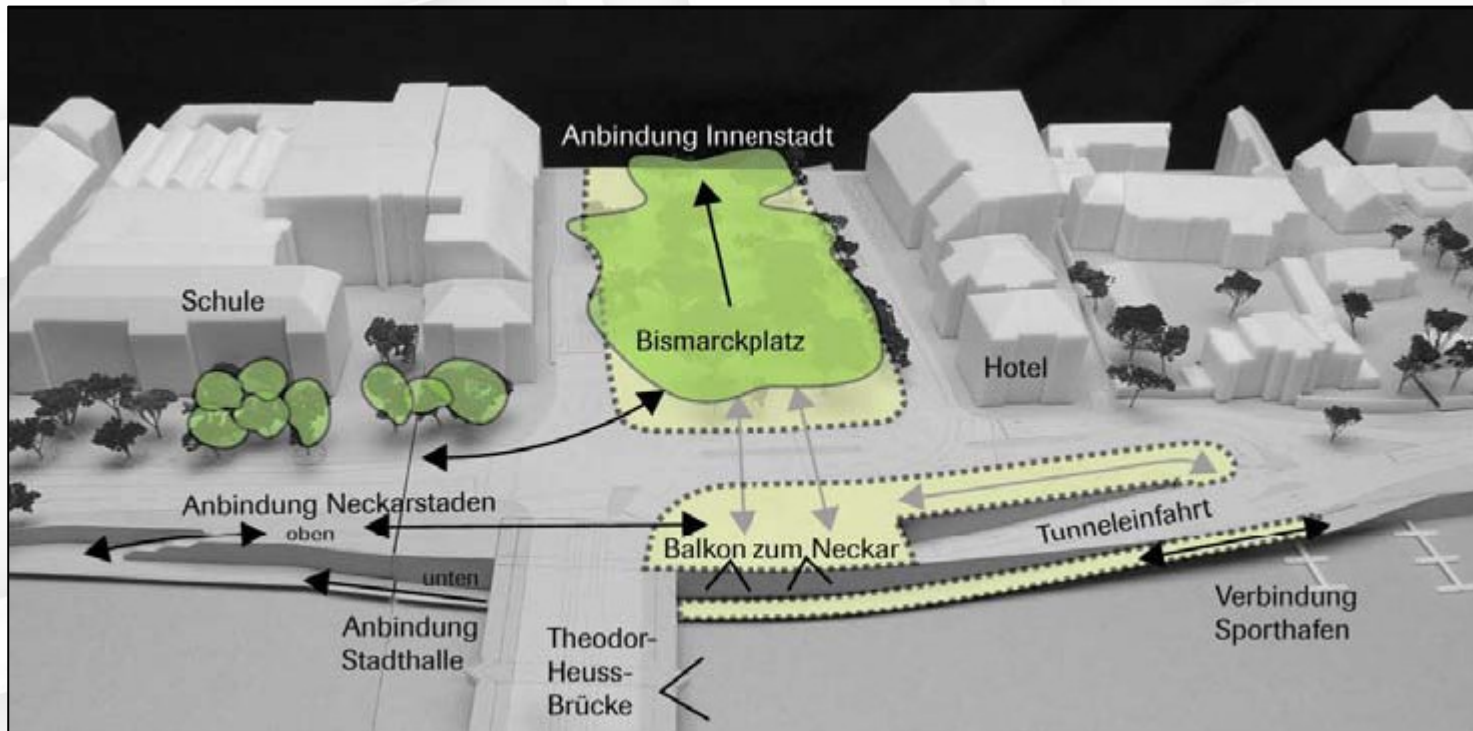 Anbindung Innenstadt
Schule
Bismarckplatz
Hotel
Anbindung Neckarstaden
oben
Tunneleinfahrt
Balkon zum Neckar
unten
Anbindung
Stadthalle
Theodor-
Heuss-
Brücke
Verbindung
Sporthafen